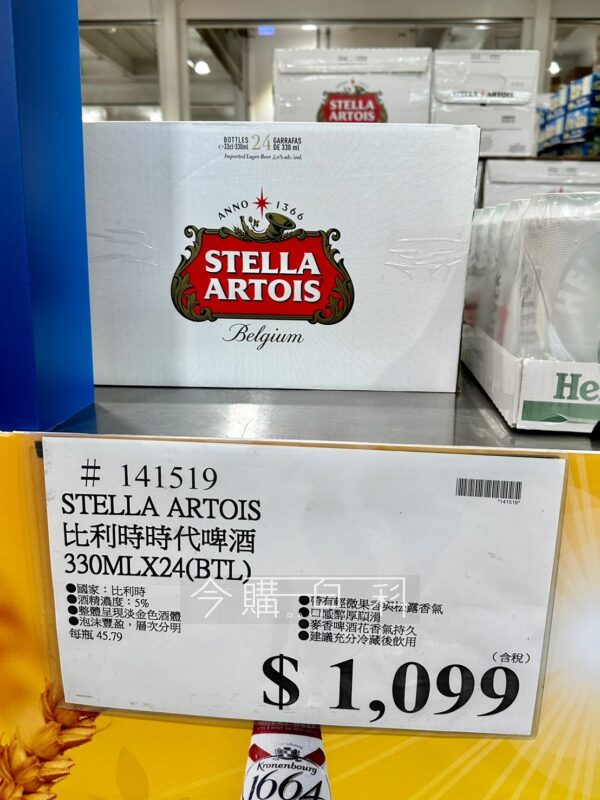 STELLA
ARTOIS
STELLA ARTOIS
BOTTLES 24 GARRAFAS
℮33cl-330ml DE 330 ml
Imported Lager Beer 5,0% alc./vol.
ANNO 1366
STELLA
ARTOIS
Belgium
He
# 141519
STELLA ARTOIS
比利時時代啤酒
330MLX24(BTL)
●國家：比利時
●酒精濃度：5%
●整體呈現淡金色酒體
●泡沫豐盈，層次分明
每瓶 45.79
*141519*
●帶有輕微果香與松露香氣
●口感醇厚圓滑
●麥香啤酒花香氣持久
●建議充分冷藏後飲用
(含稅)
$ 1,099
今購百科
Kronenbourg
1664